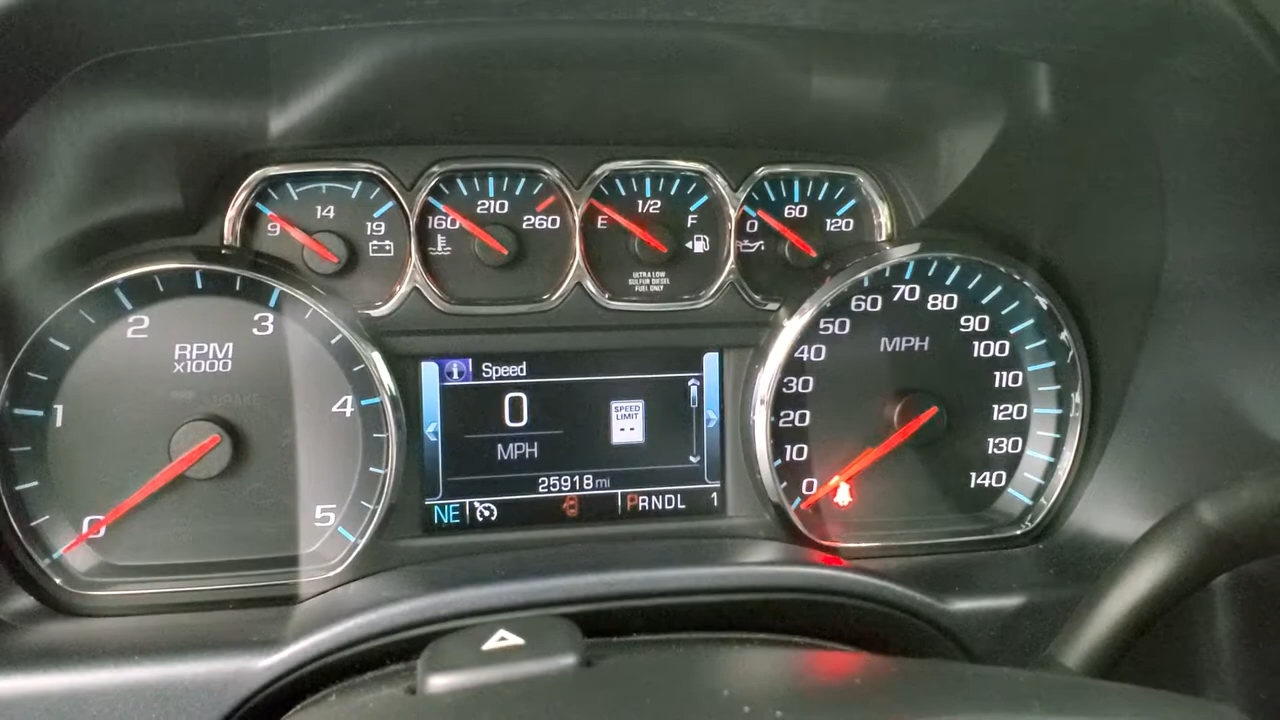 14
9
19
210
160
260
1/2
E
F
ULTRA LOW
SULFUR DIESEL
FUEL ONLY
60
0
120
0
1
2
3
4
5
RPM
x1000
Speed
0
MPH
SPEED
LIMIT
--
25918 mi
NE
PRNDL 1
0
10
20
30
40
50
60
70
80
90
100
110
120
130
140
MPH